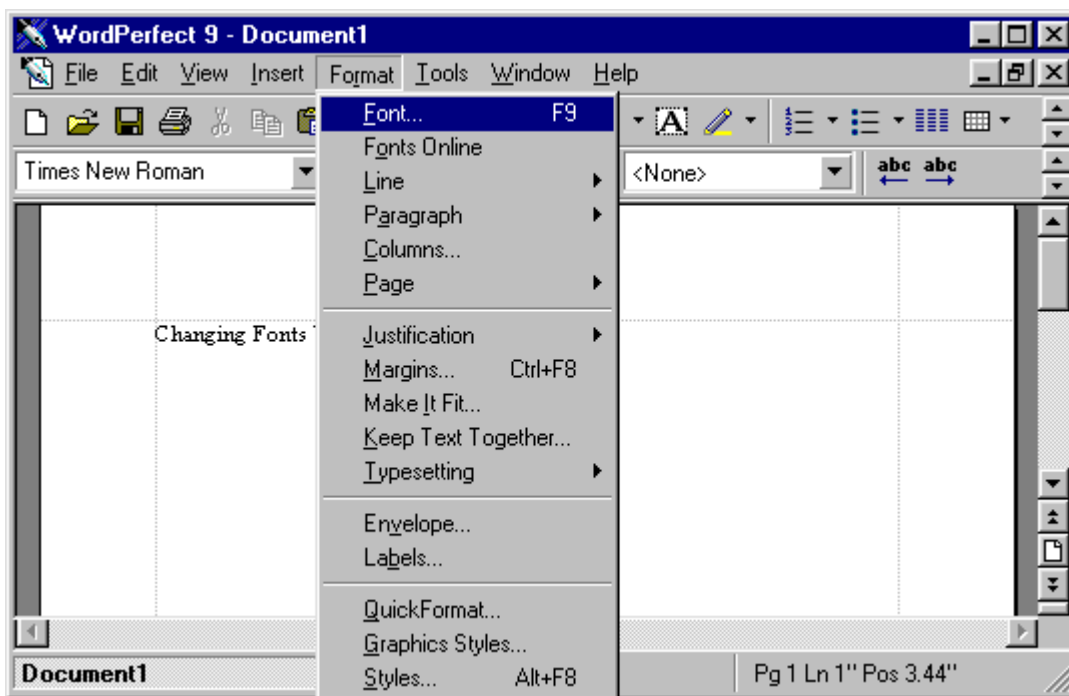 WordPerfect 9 - Document1
File Edit View Insert Format Tools Window Help
Times New Roman
<None>
abc abc
Font... F9
Fonts Online
Line
Paragraph
Columns...
Page
Changing Fonts
Justification
Margins... Ctrl+F8
Make It Fit...
Keep Text Together...
Typesetting
Envelope...
Labels...
QuickFormat...
Graphics Styles...
Styles... Alt+F8
Document1
Pg 1 Ln 1" Pos 3.44"